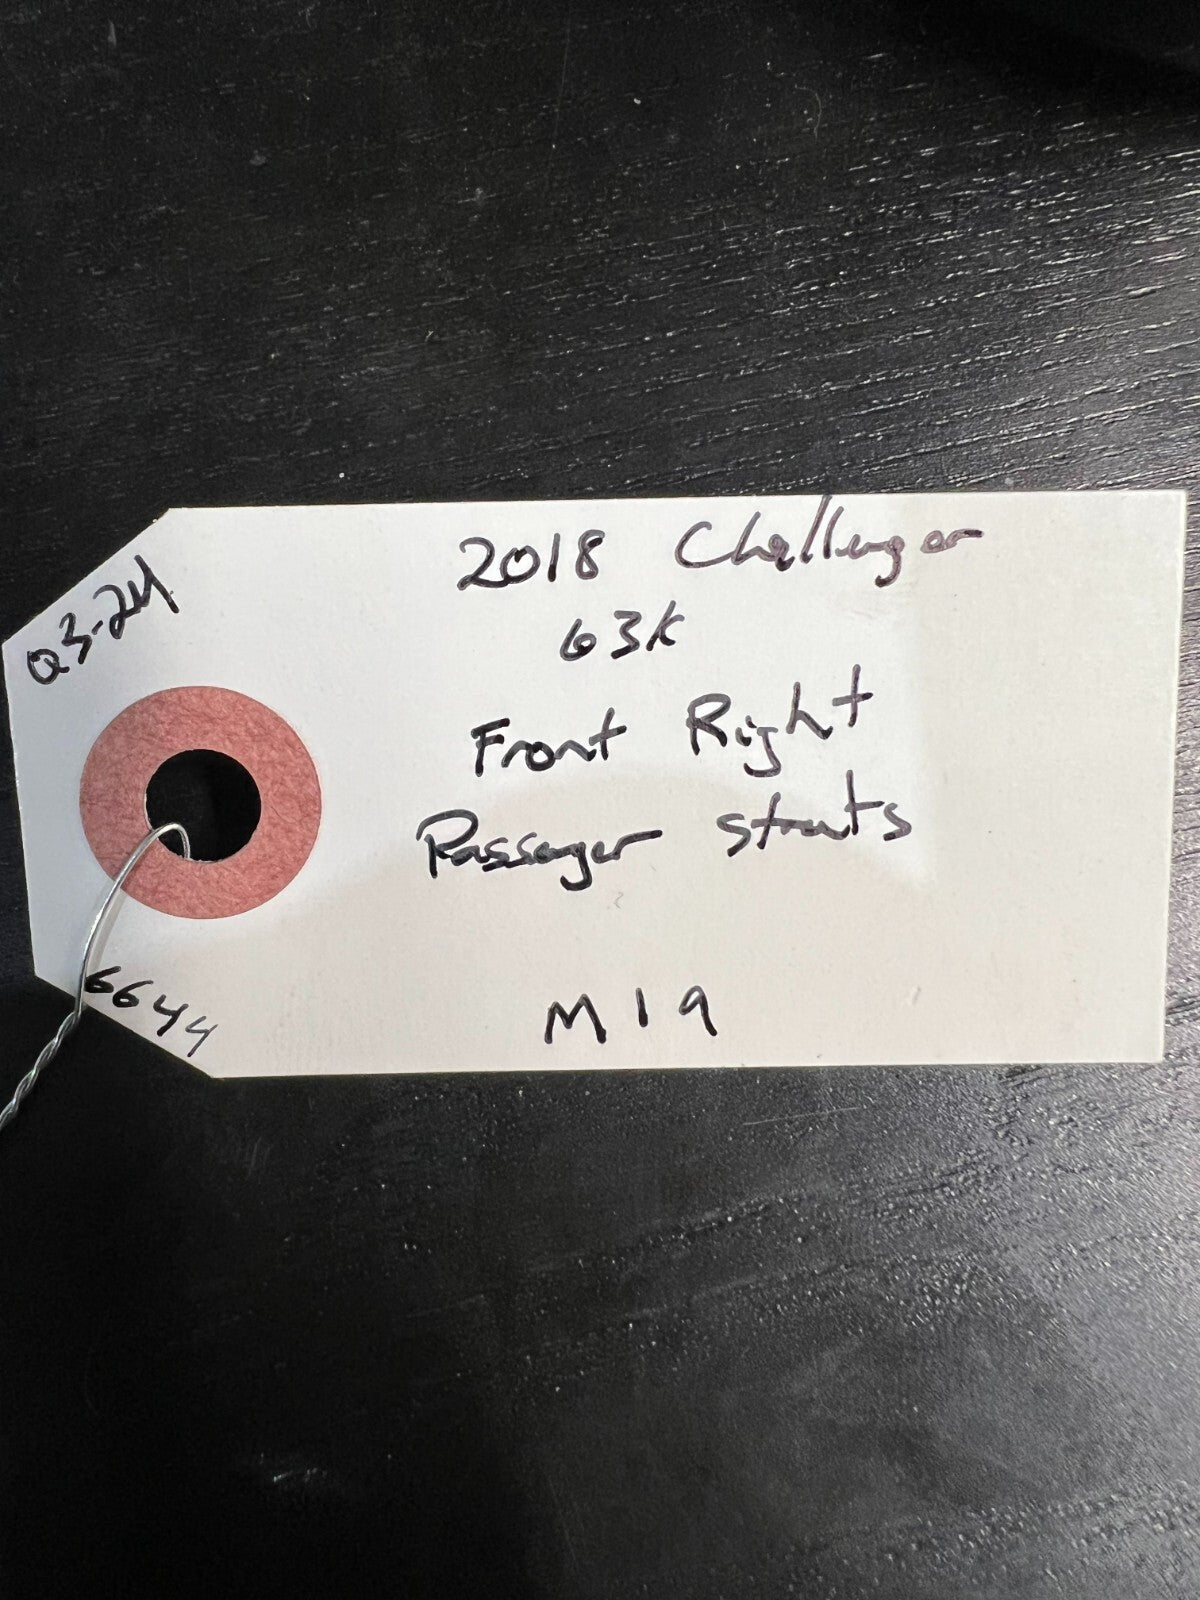 Q3-24
2018 Challenger
63K
Front Right
Passenger struts
6644
M19